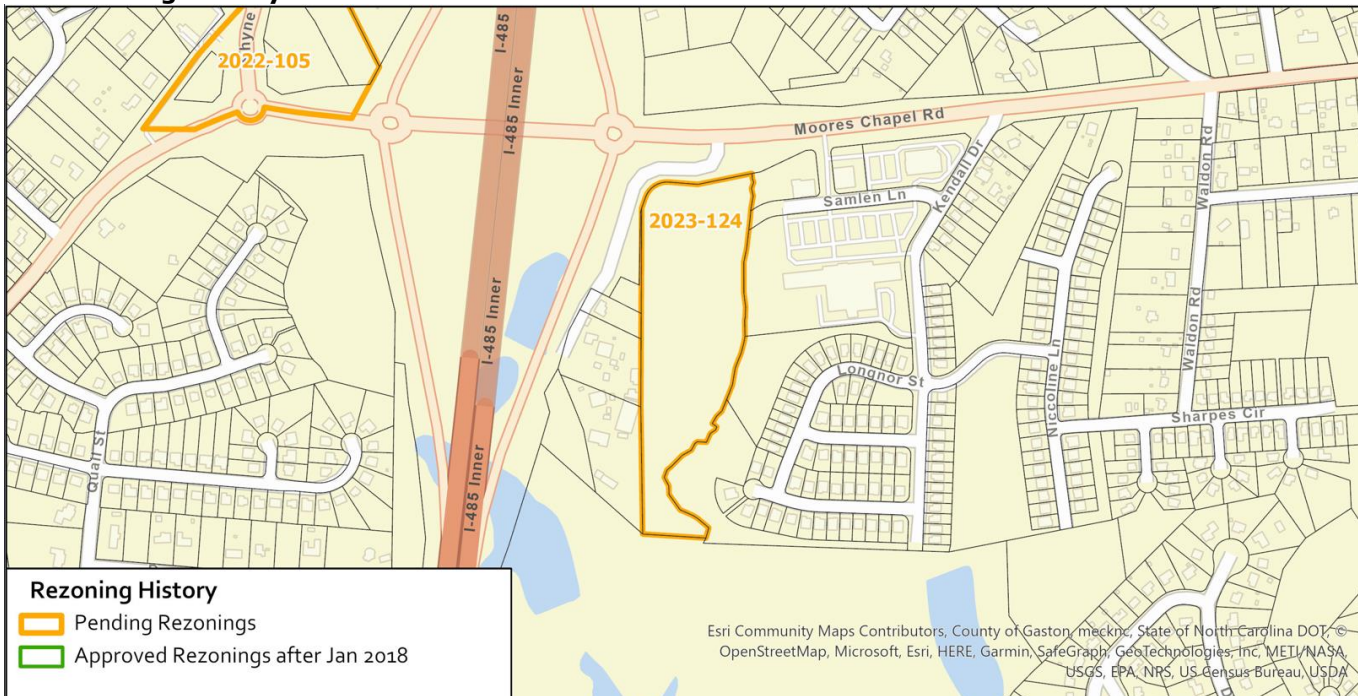 hyne
2022-105
I-485
I-485 Inner
Moores Chapel Rd
Kendall Dr
Waldon Rd
Samlen Ln
2023-124
I-485 Inner
Waldon Rd
Longnor St
Niccoline Ln
Sharpes Cir
Quail St
I-485 Inner
Rezoning History
Pending Rezonings
Approved Rezonings after Jan 2018
Esri Community Maps Contributors, County of Gaston, mecknc, State of North Carolina DOT, ©
OpenStreetMap, Microsoft, Esri, HERE, Garmin, SafeGraph, GeoTechnologies, Inc, METI/NASA,
USGS, EPA, NPS, US Census Bureau, USDA